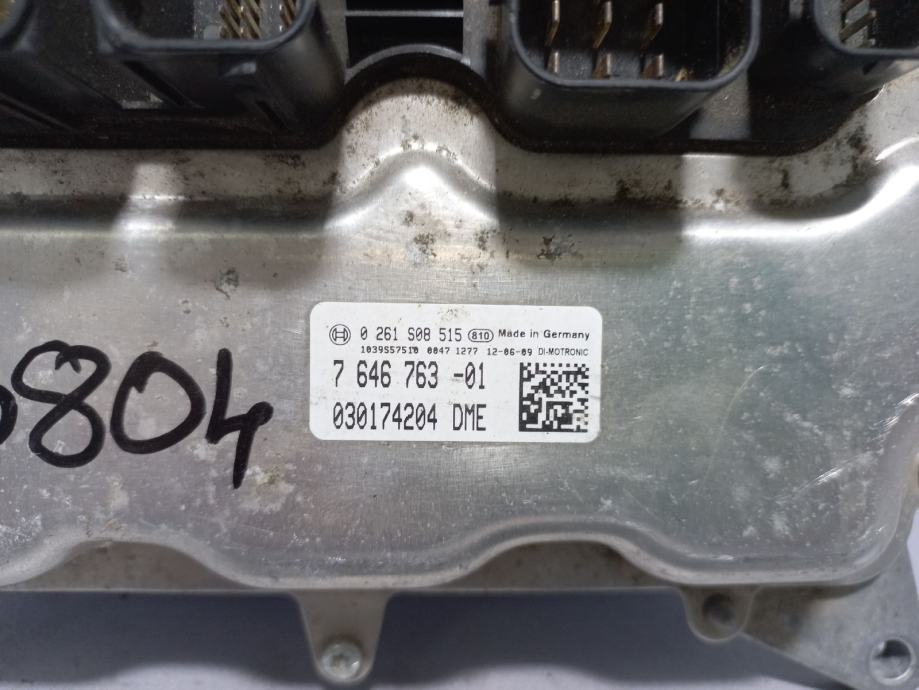 0 261 S08 515 810 Made in Germany
1039S57510 0047 1277 12-06-09 DI-MOTRONIC
7 646 763 -01
030174204 DME
804